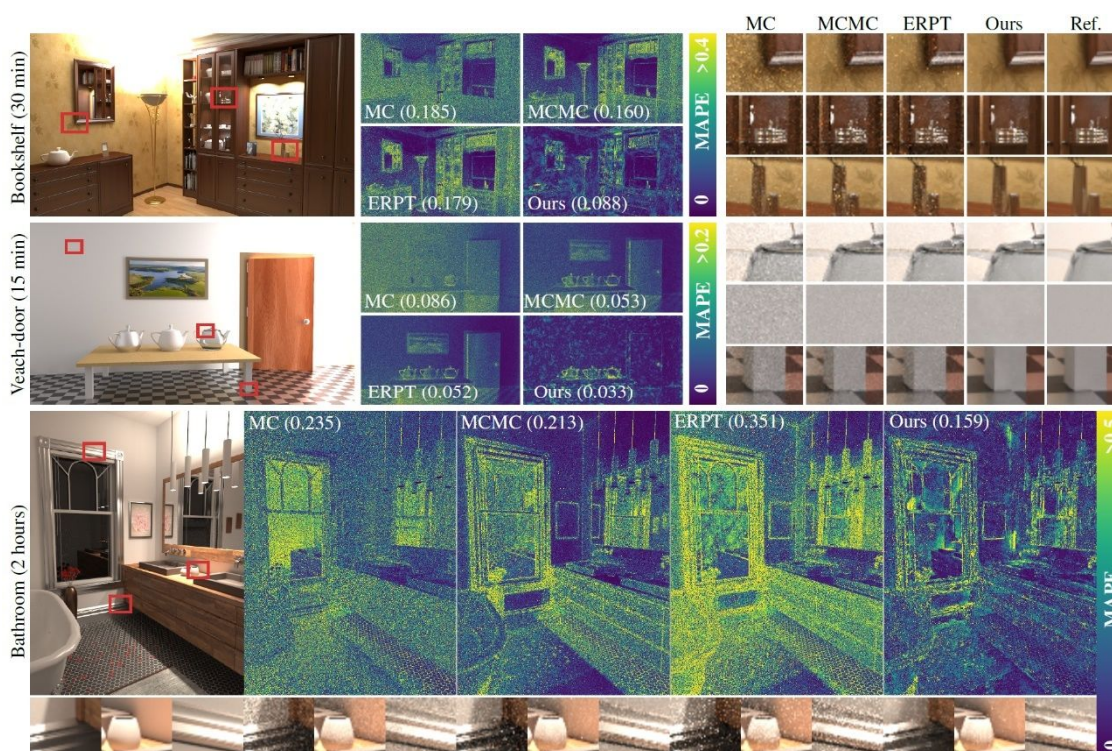 MC MCMC ERPT Ours Ref.
Bookshelf (30 min)
MC (0.185)
MCMC (0.160)
ERPT (0.179)
Ours (0.088)
0 MAPE >0.4
Veach-door (15 min)
MC (0.086)
MCMC (0.053)
ERPT (0.052)
Ours (0.033)
0 MAPE >0.2
Bathroom (2 hours)
MC (0.235)
MCMC (0.213)
ERPT (0.351)
Ours (0.159)
0 MAPE >0.5